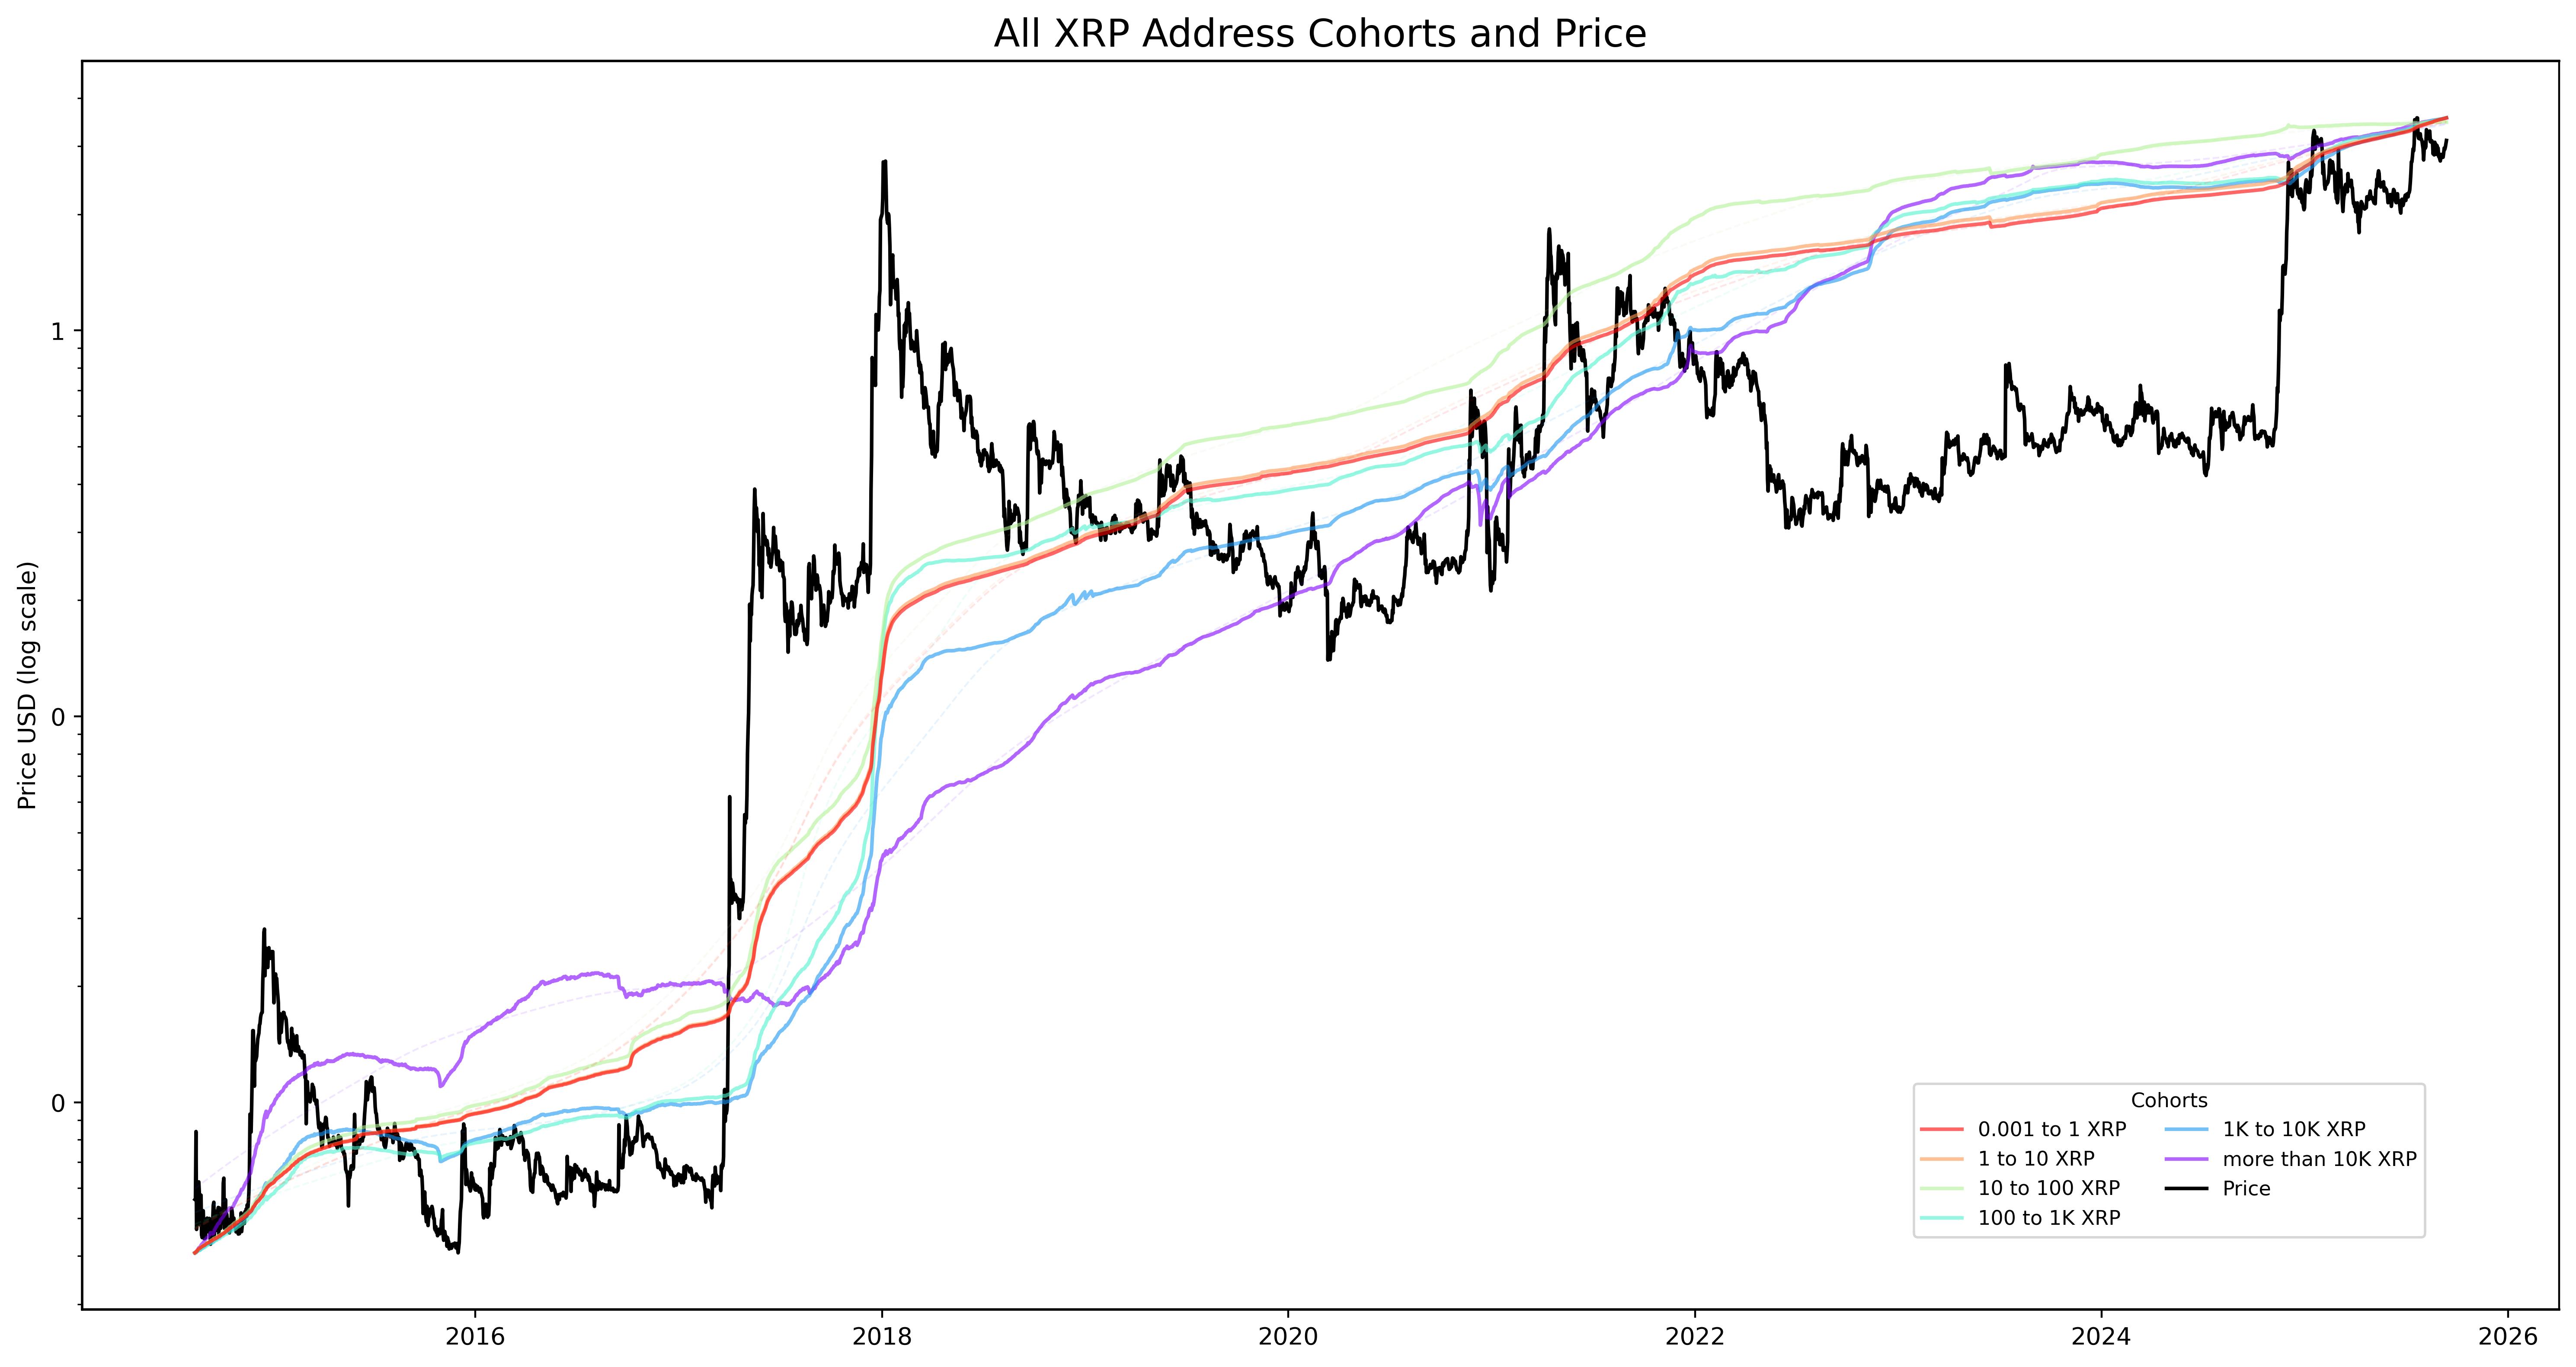 All XRP Address Cohorts and Price
Price USD (log scale)
1
0
0
2016
2018
2020
2022
2024
2026
Cohorts
0.001 to 1 XRP
1 to 10 XRP
10 to 100 XRP
100 to 1K XRP
1K to 10K XRP
more than 10K XRP
Price